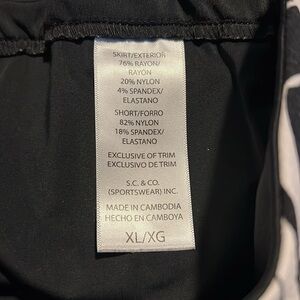 SKIRT/EXTERIOR
76% RAYON/
RAYÓN
20% NYLON
4% SPANDEX/
ELASTANO
SHORT/FORRO
82% NYLON
18% SPANDEX/
ELASTANO
EXCLUSIVE OF TRIM
EXCLUSIVO DE TRIM
S.C. & CO.
(SPORTSWEAR) INC.
MADE IN CAMBODIA
HECHO EN CAMBOYA
XL/XG